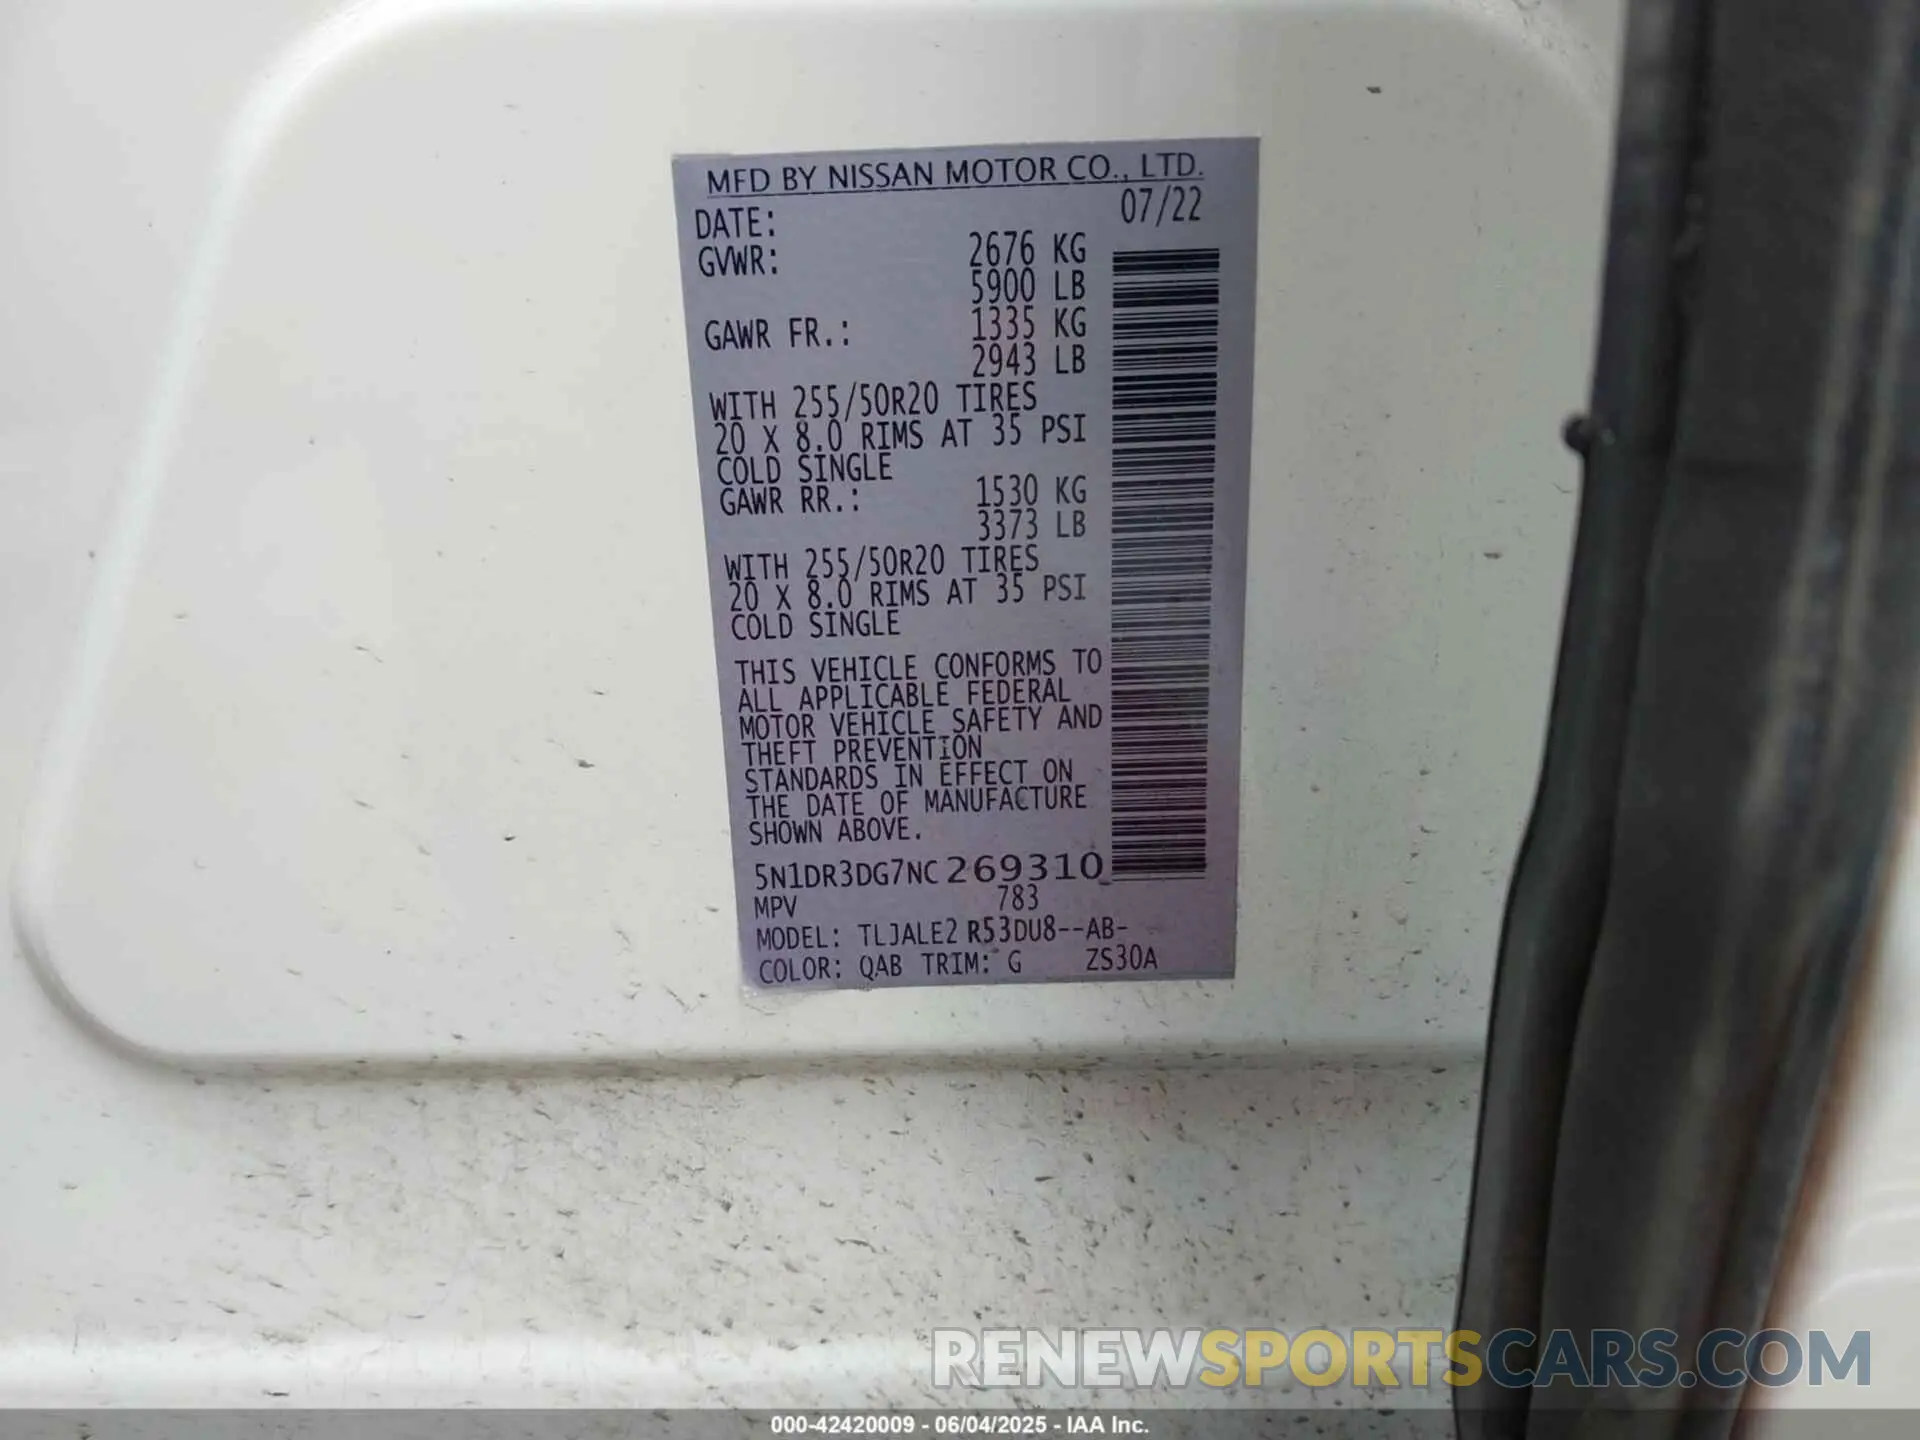 MFD BY NISSAN MOTOR CO., LTD.
DATE: 07/22
GVWR: 2676 KG
5900 LB
GAWR FR.: 1335 KG
2943 LB
WITH 255/50R20 TIRES
20 X 8.0 RIMS AT 35 PSI
COLD SINGLE
GAWR RR.: 1530 KG
3373 LB
WITH 255/50R20 TIRES
20 X 8.0 RIMS AT 35 PSI
COLD SINGLE
THIS VEHICLE CONFORMS TO
ALL APPLICABLE FEDERAL
MOTOR VEHICLE SAFETY AND
THEFT PREVENTION
STANDARDS IN EFFECT ON
THE DATE OF MANUFACTURE
SHOWN ABOVE.
5N1DR3DG7NC269310
MPV 783
MODEL: TLJALE2 R53DU8--AB-
COLOR: QAB TRIM: G ZS30A
RENEWSPORTSCARS.COM
000-42420009 - 06/04/2025 - IAA Inc.